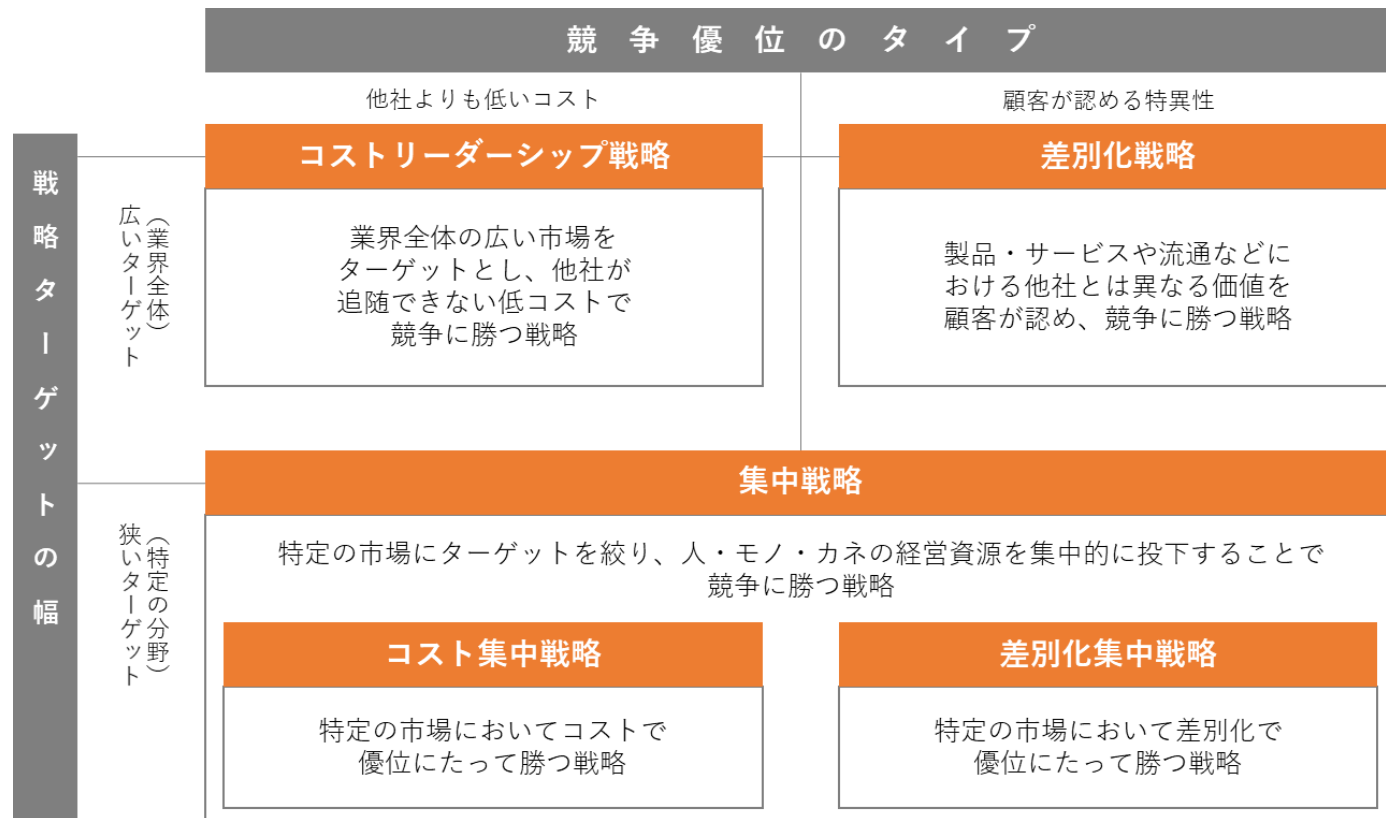 競争優位のタイプ
他社よりも低いコスト
顧客が認める特異性
戦略ターゲットの幅
広いターゲット
（業界全体）
コストリーダーシップ戦略
業界全体の広い市場を
ターゲットとし、他社が
追随できない低コストで
競争に勝つ戦略
差別化戦略
製品・サービスや流通などに
おける他社とは異なる価値を
顧客が認め、競争に勝つ戦略
狭いターゲット
（特定の分野）
集中戦略
特定の市場にターゲットを絞り、人・モノ・カネの経営資源を集中的に投下することで
競争に勝つ戦略
コスト集中戦略
特定の市場においてコストで
優位にたって勝つ戦略
差別化集中戦略
特定の市場において差別化で
優位にたって勝つ戦略